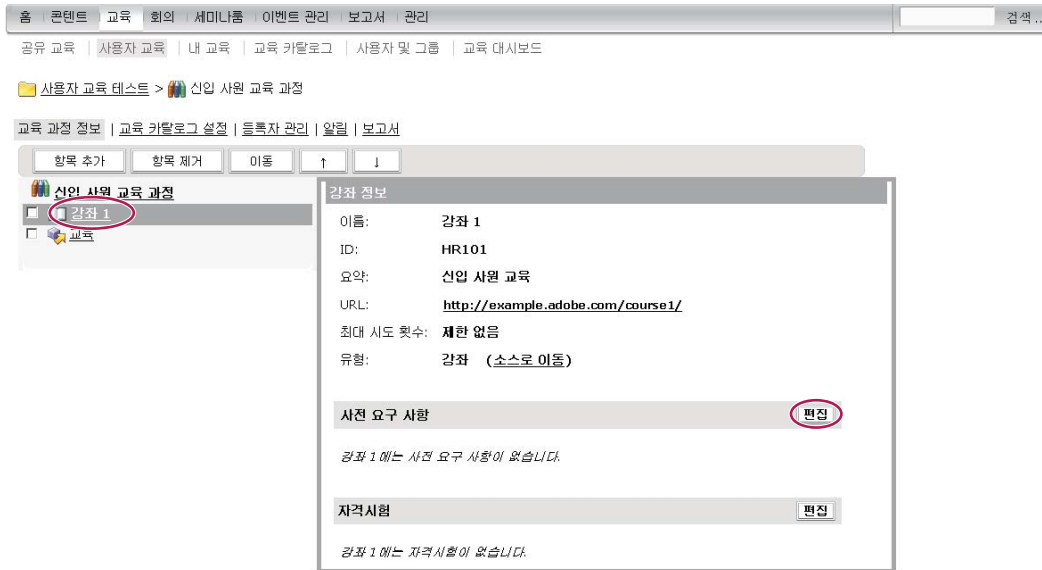 홈 콘텐트 교육 회의 세미나룸 이벤트 관리 보고서 관리 검색 ..
공유 교육 | 사용자 교육 | 내 교육 | 교육 카탈로그 | 사용자 및 그룹 | 교육 대시보드
사용자 교육 테스트 > 신입 사원 교육 과정
교육 과정 정보 | 교육 카탈로그 설정 | 등록자 관리 | 알림 | 보고서
항목 추가 항목 제거 이동 ↑ ↓
신입 사원 교육 과정
강좌 1
교육
강좌 정보
이름: 강좌 1
ID: HR101
요약: 신입 사원 교육
URL: http://example.adobe.com/course1/
최대 시도 횟수: 제한 없음
유형: 강좌 (소스로 이동)
사전 요구 사항 편집
강좌 1에는 사전 요구 사항이 없습니다.
자격시험 편집
강좌 1에는 자격시험이 없습니다.